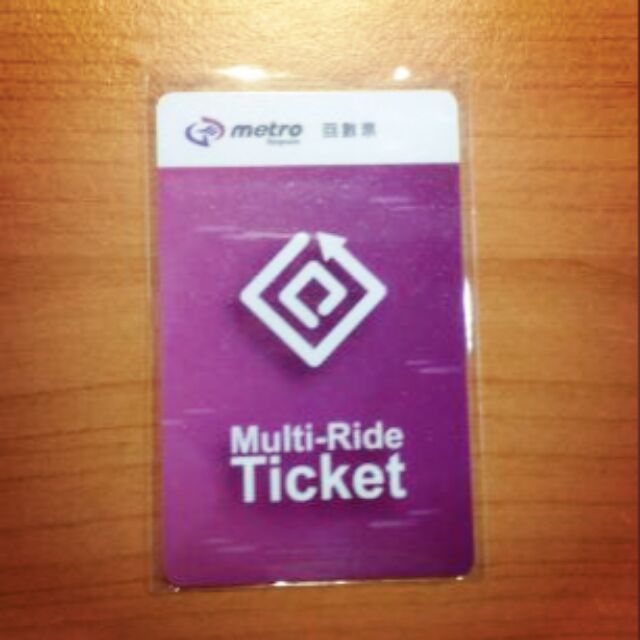 metro 回數票
Multi-Ride
Ticket